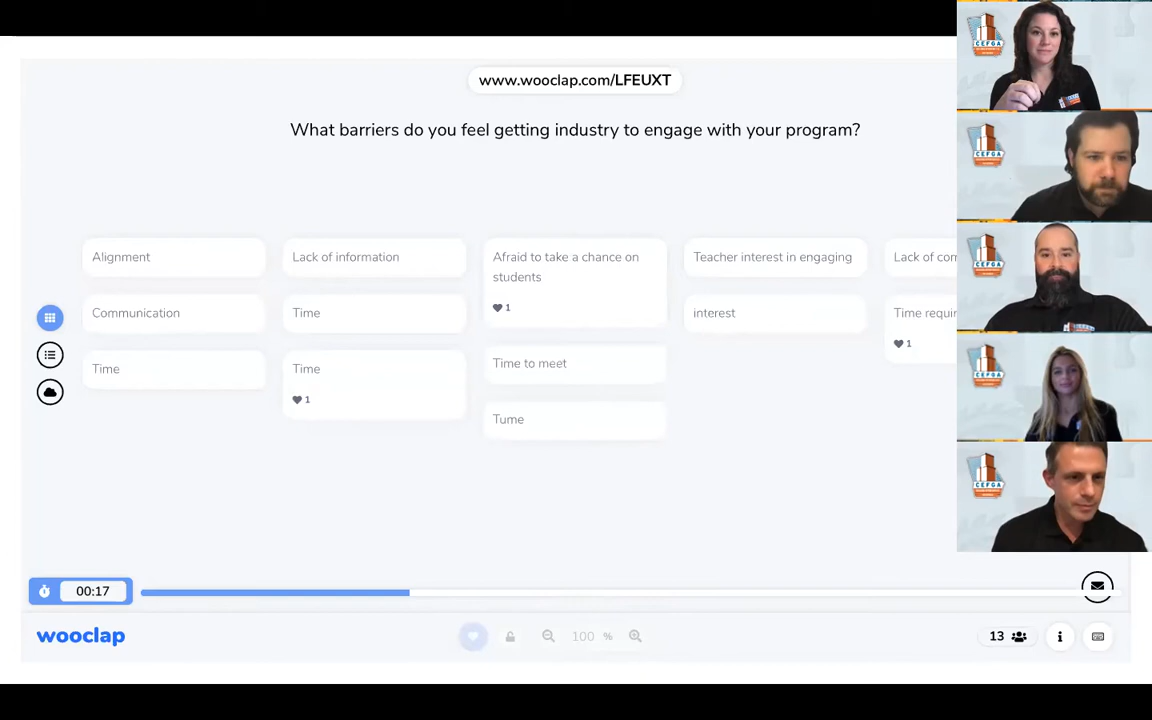 www.wooclap.com/LFEUXT
What barriers do you feel getting industry to engage with your program?
Alignment
Communication
Time
Lack of information
Time
Time
1
Afraid to take a chance on
students
1
Time to meet
Tume
Teacher interest in engaging
interest
Lack of com
Time requir
1
00:17
wooclap
100 %
13
CEFGA
CEFGA
CEFGA
CEFGA
CEFGA